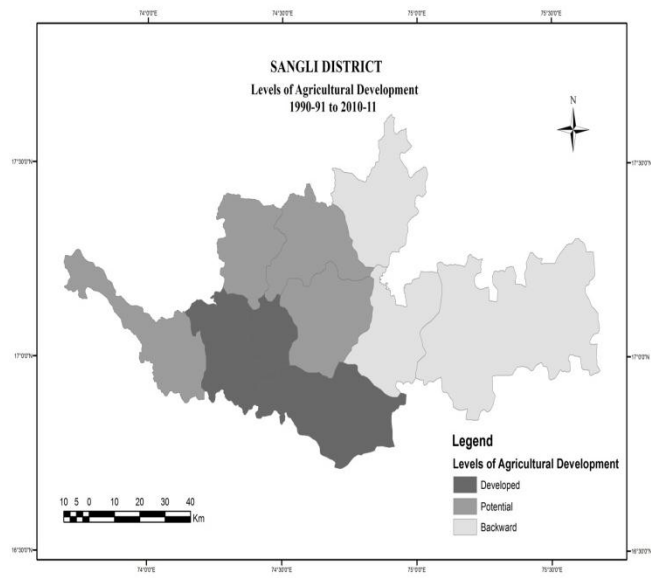 74°0'0"E 74°30'0"E 75°0'0"E 75°30'0"E
SANGLI DISTRICT
Levels of Agricultural Development
1990-91 to 2010-11
N
17°30'0"N 17°30'0"N
17°0'0"N 17°0'0"N
Legend
Levels of Agricultural Development
Developed
Potential
Backward
10 5 0 10 20 30 40
Km
16°30'0"N 16°30'0"N
74°0'0"E 74°30'0"E 75°0'0"E 75°30'0"E